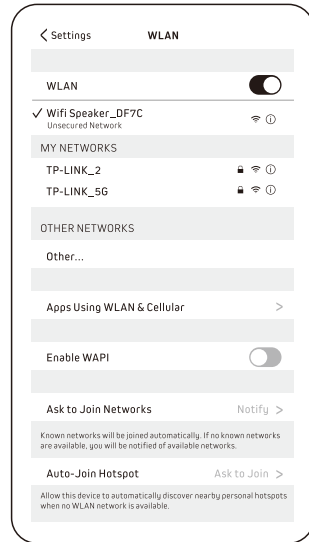 Settings
WLAN
WLAN
Wifi Speaker_DF7C
Unsecured Network
MY NETWORKS
TP-LINK_2
TP-LINK_5G
OTHER NETWORKS
Other...
Apps Using WLAN & Cellular
Enable WAPI
Ask to Join Networks Notify
Known networks will be joined automatically. If no known networks
are available, you will be notified of available networks.
Auto-Join Hotspot Ask to Join
Allow this device to automatically discover nearby personal hotspots
when no WLAN network is available.